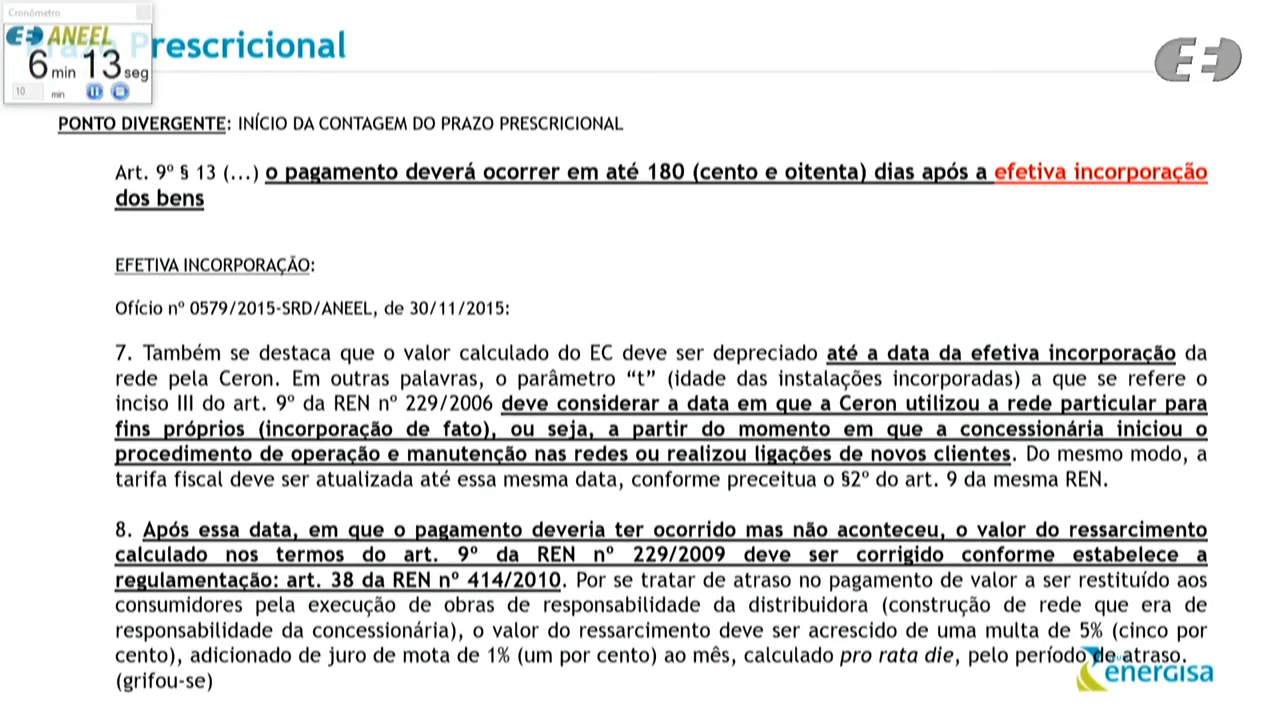 Cronômetro
ANEEL
Prazo Prescricional
6 min 13 seg
10 min
PONTO DIVERGENTE: INÍCIO DA CONTAGEM DO PRAZO PRESCRICIONAL
Art. 9º § 13 (...) o pagamento deverá ocorrer em até 180 (cento e oitenta) dias após a efetiva incorporação
dos bens
EFETIVA INCORPORAÇÃO:
Ofício nº 0579/2015-SRD/ANEEL, de 30/11/2015:
7. Também se destaca que o valor calculado do EC deve ser depreciado até a data da efetiva incorporação da
rede pela Ceron. Em outras palavras, o parâmetro “t” (idade das instalações incorporadas) a que se refere o
inciso III do art. 9º da REN nº 229/2006 deve considerar a data em que a Ceron utilizou a rede particular para
fins próprios (incorporação de fato), ou seja, a partir do momento em que a concessionária iniciou o
procedimento de operação e manutenção nas redes ou realizou ligações de novos clientes. Do mesmo modo, a
tarifa fiscal deve ser atualizada até essa mesma data, conforme preceitua o §2º do art. 9 da mesma REN.
8. Após essa data, em que o pagamento deveria ter ocorrido mas não aconteceu, o valor do ressarcimento
calculado nos termos do art. 9º da REN nº 229/2009 deve ser corrigido conforme estabelece a
regulamentação: art. 38 da REN nº 414/2010. Por se tratar de atraso no pagamento de valor a ser restituído aos
consumidores pela execução de obras de responsabilidade da distribuidora (construção de rede que era de
responsabilidade da concessionária), o valor do ressarcimento deve ser acrescido de uma multa de 5% (cinco por
cento), adicionado de juro de mota de 1% (um por cento) ao mês, calculado pro rata die, pelo período de atraso.
(grifou-se)
energisa